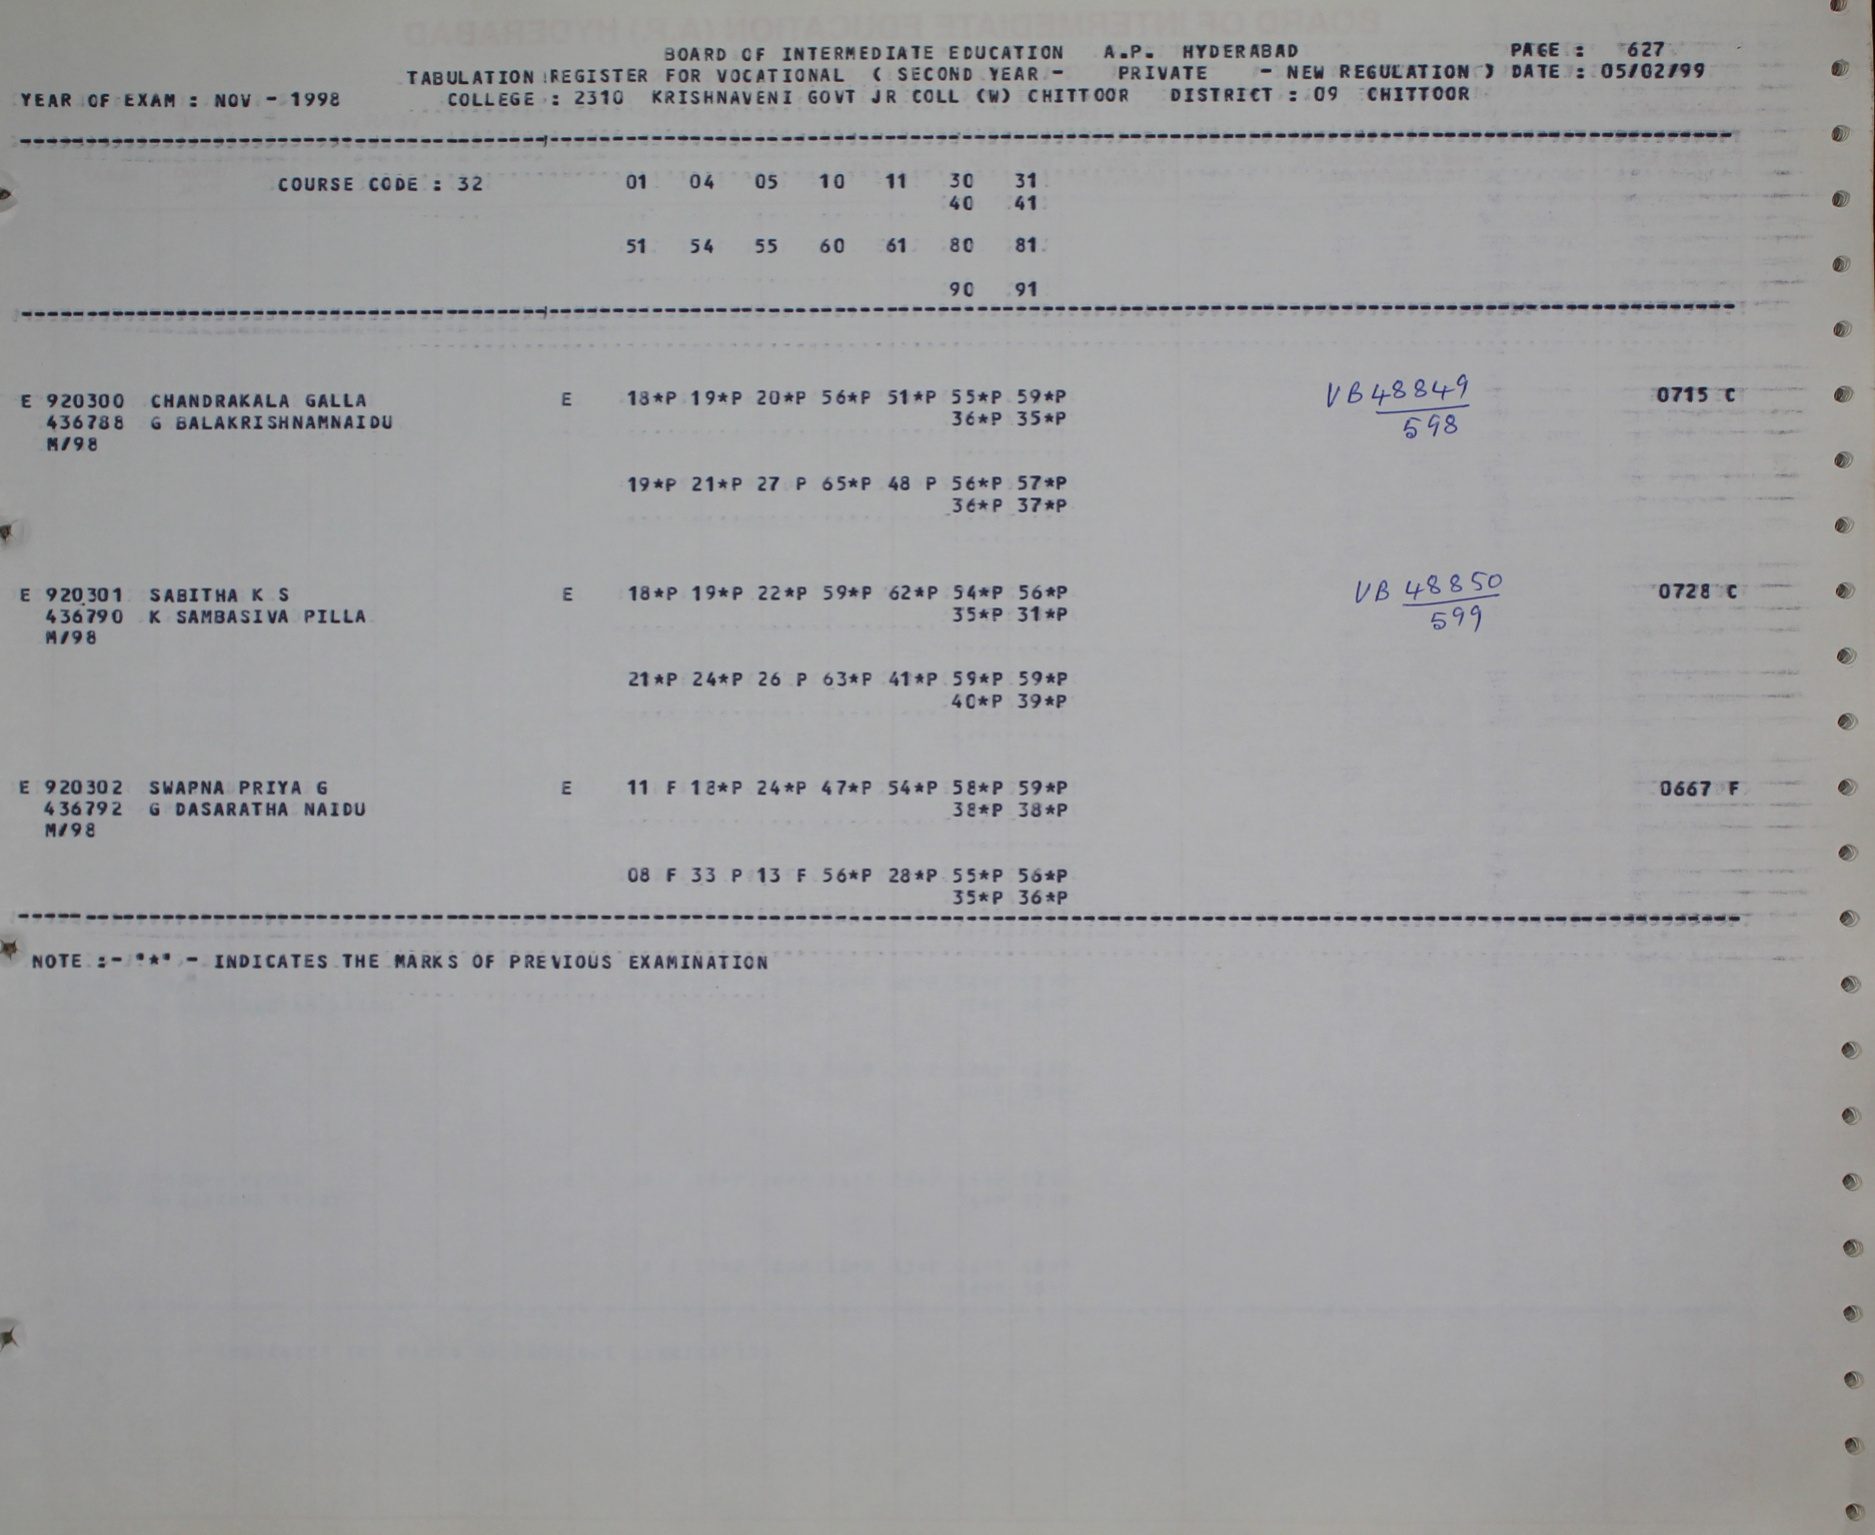 BOARD OF INTERMEDIATE EDUCATION A.P. HYDERABAD PAGE : 627
TABULATION REGISTER FOR VOCATIONAL ( SECOND YEAR - PRIVATE - NEW REGULATION ) DATE : 05/02/99
YEAR OF EXAM : NOV - 1998 COLLEGE : 2310 KRISHNAVENI GOVT JR COLL (W) CHITTOOR DISTRICT : 09 CHITTOOR
COURSE CODE : 32 01 04 05 10 11 30 31
40 41
51 54 55 60 61 80 81
90 91
E 920300 CHANDRAKALA GALLA E 18*P 19*P 20*P 56*P 51*P 55*P 59*P VB 48849 0715 C
436788 G BALAKRISHNAMNAIDU 36*P 35*P 598
M/98
19*P 21*P 27 P 65*P 48 P 56*P 57*P
36*P 37*P
E 920301 SABITHA K S E 18*P 19*P 22*P 59*P 62*P 54*P 56*P VB 48850 0728 C
436790 K SAMBASIVA PILLA 35*P 31*P 599
M/98
21*P 24*P 26 P 63*P 41*P 59*P 59*P
40*P 39*P
E 920302 SWAPNA PRIYA G E 11 F 18*P 24*P 47*P 54*P 58*P 59*P 0667 F
436792 G DASARATHA NAIDU 38*P 38*P
M/98
08 F 33 P 13 F 56*P 28*P 55*P 56*P
35*P 36*P
NOTE :- "*" - INDICATES THE MARKS OF PREVIOUS EXAMINATION